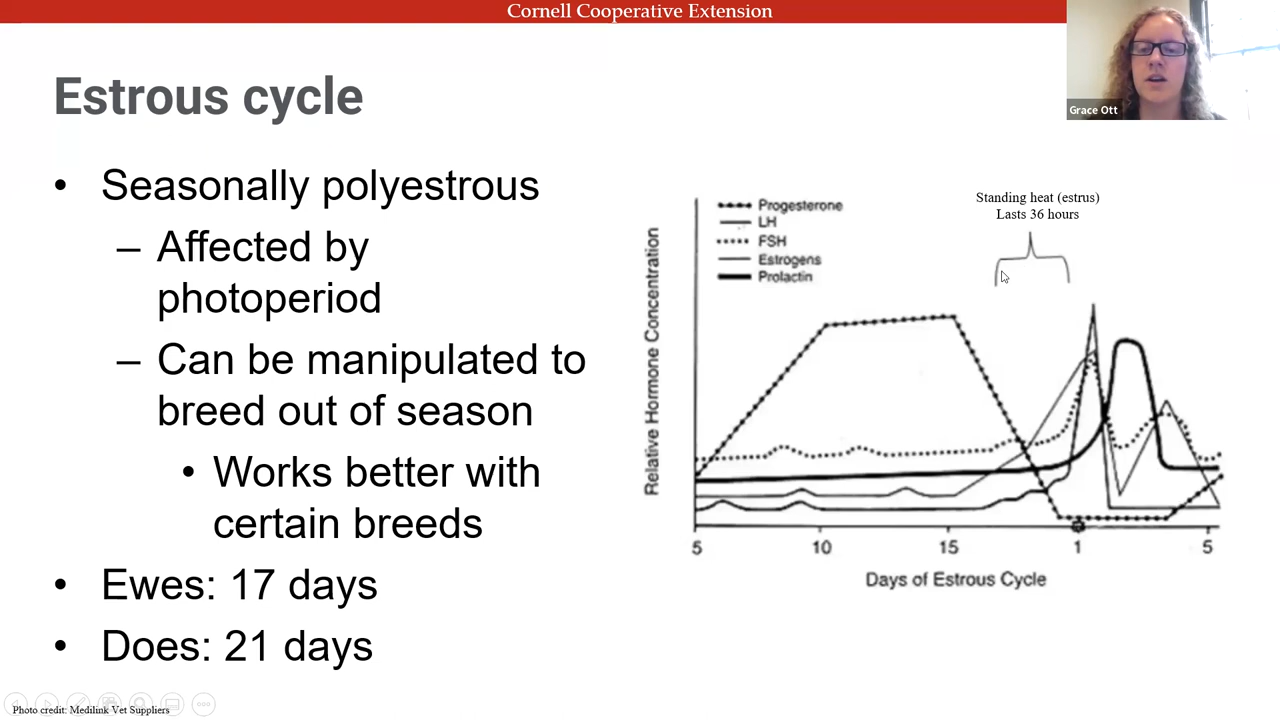 Cornell Cooperative Extension
Grace Ott
Estrous cycle
• Seasonally polyestrous
– Affected by
photoperiod
– Can be manipulated to
breed out of season
• Works better with
certain breeds
• Ewes: 17 days
• Does: 21 days
Standing heat (estrus)
Lasts 36 hours
Progesterone
LH
FSH
Estrogens
Prolactin
Relative Hormone Concentration
5 10 15 1 5
Days of Estrous Cycle
Photo credit: Medilink Vet Suppliers